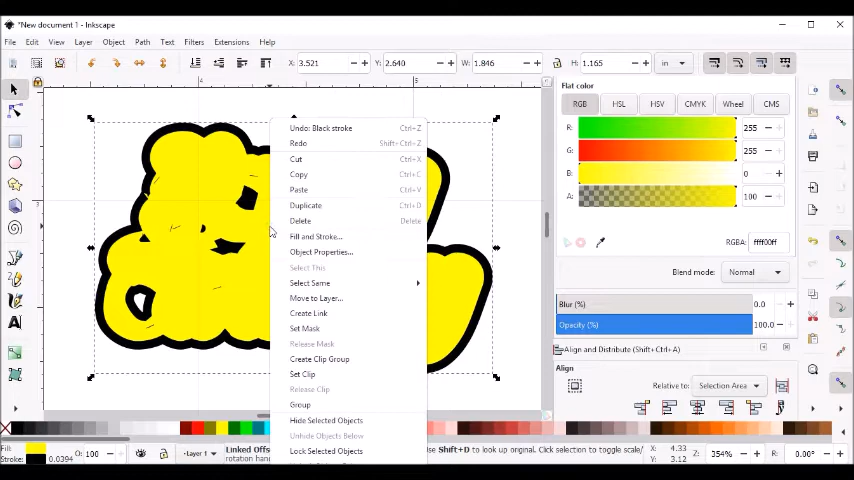 *New document 1 - Inkscape
File Edit View Layer Object Path Text Filters Extensions Help
X: 3.521 Y: 2.640 W: 1.846 H: 1.165 in
4 5
3
Flat color
RGB HSL HSV CMYK Wheel CMS
R: 255
G: 255
B: 0
A: 100
RGBA: ffff00ff
Blend mode: Normal
Blur (%) 0.0
Opacity (%) 100.0
Align and Distribute (Shift+Ctrl+A)
Align
Relative to: Selection Area
Undo: Black stroke Ctrl+Z
Redo Shift+Ctrl+Z
Cut Ctrl+X
Copy Ctrl+C
Paste Ctrl+V
Duplicate Ctrl+D
Delete Delete
Fill and Stroke...
Object Properties...
Select This
Select Same
Move to Layer...
Create Link
Set Mask
Release Mask
Create Clip Group
Set Clip
Release Clip
Group
Hide Selected Objects
Unhide Objects Below
Lock Selected Objects
Fill:
Stroke: 0.0394
O: 100
Layer 1
Linked Offs
rotation hand
Use Shift+D to look up original. Click selection to toggle scale/
X: 4.33
Y: 3.12
Z: 354%
R: 0.00°